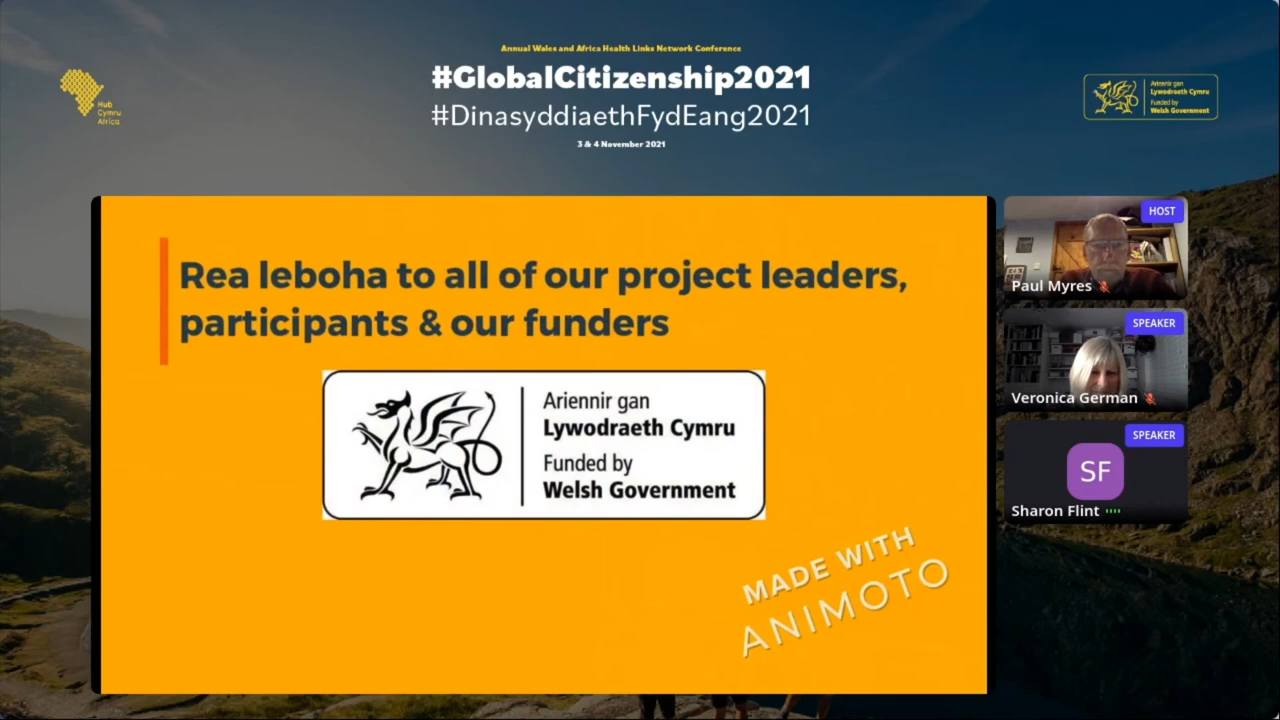 Annual Wales and Africa Health Links Network Conference
#GlobalCitizenship2021
#DinasyddiaethFydEang2021
3 & 4 November 2021
Hub
Cymru
Africa
Ariennir gan
Llywodraeth Cymru
Funded by
Welsh Government
Rea leboha to all of our project leaders,
participants & our funders
Ariennir gan
Lywodraeth Cymru
Funded by
Welsh Government
MADE WITH
ANIMOTO
HOST
Paul Myres
SPEAKER
Veronica German
SPEAKER
SF
Sharon Flint